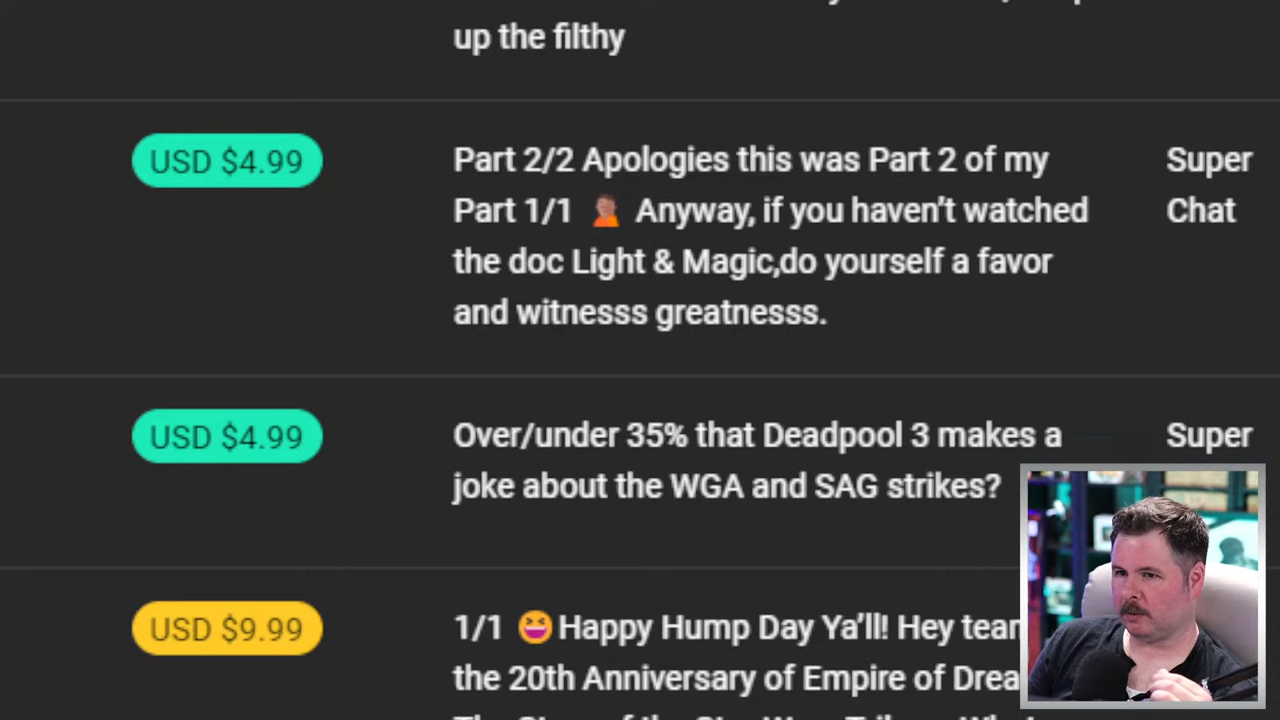 up the filthy
USD $4.99
Part 2/2 Apologies this was Part 2 of my
Part 1/1 🤦🏽 Anyway, if you haven't watched
the doc Light & Magic,do yourself a favor
and witnesss greatnesss.
Super
Chat
USD $4.99
Over/under 35% that Deadpool 3 makes a
joke about the WGA and SAG strikes?
Super
USD $9.99
1/1 😆Happy Hump Day Ya'll! Hey team
the 20th Anniversary of Empire of